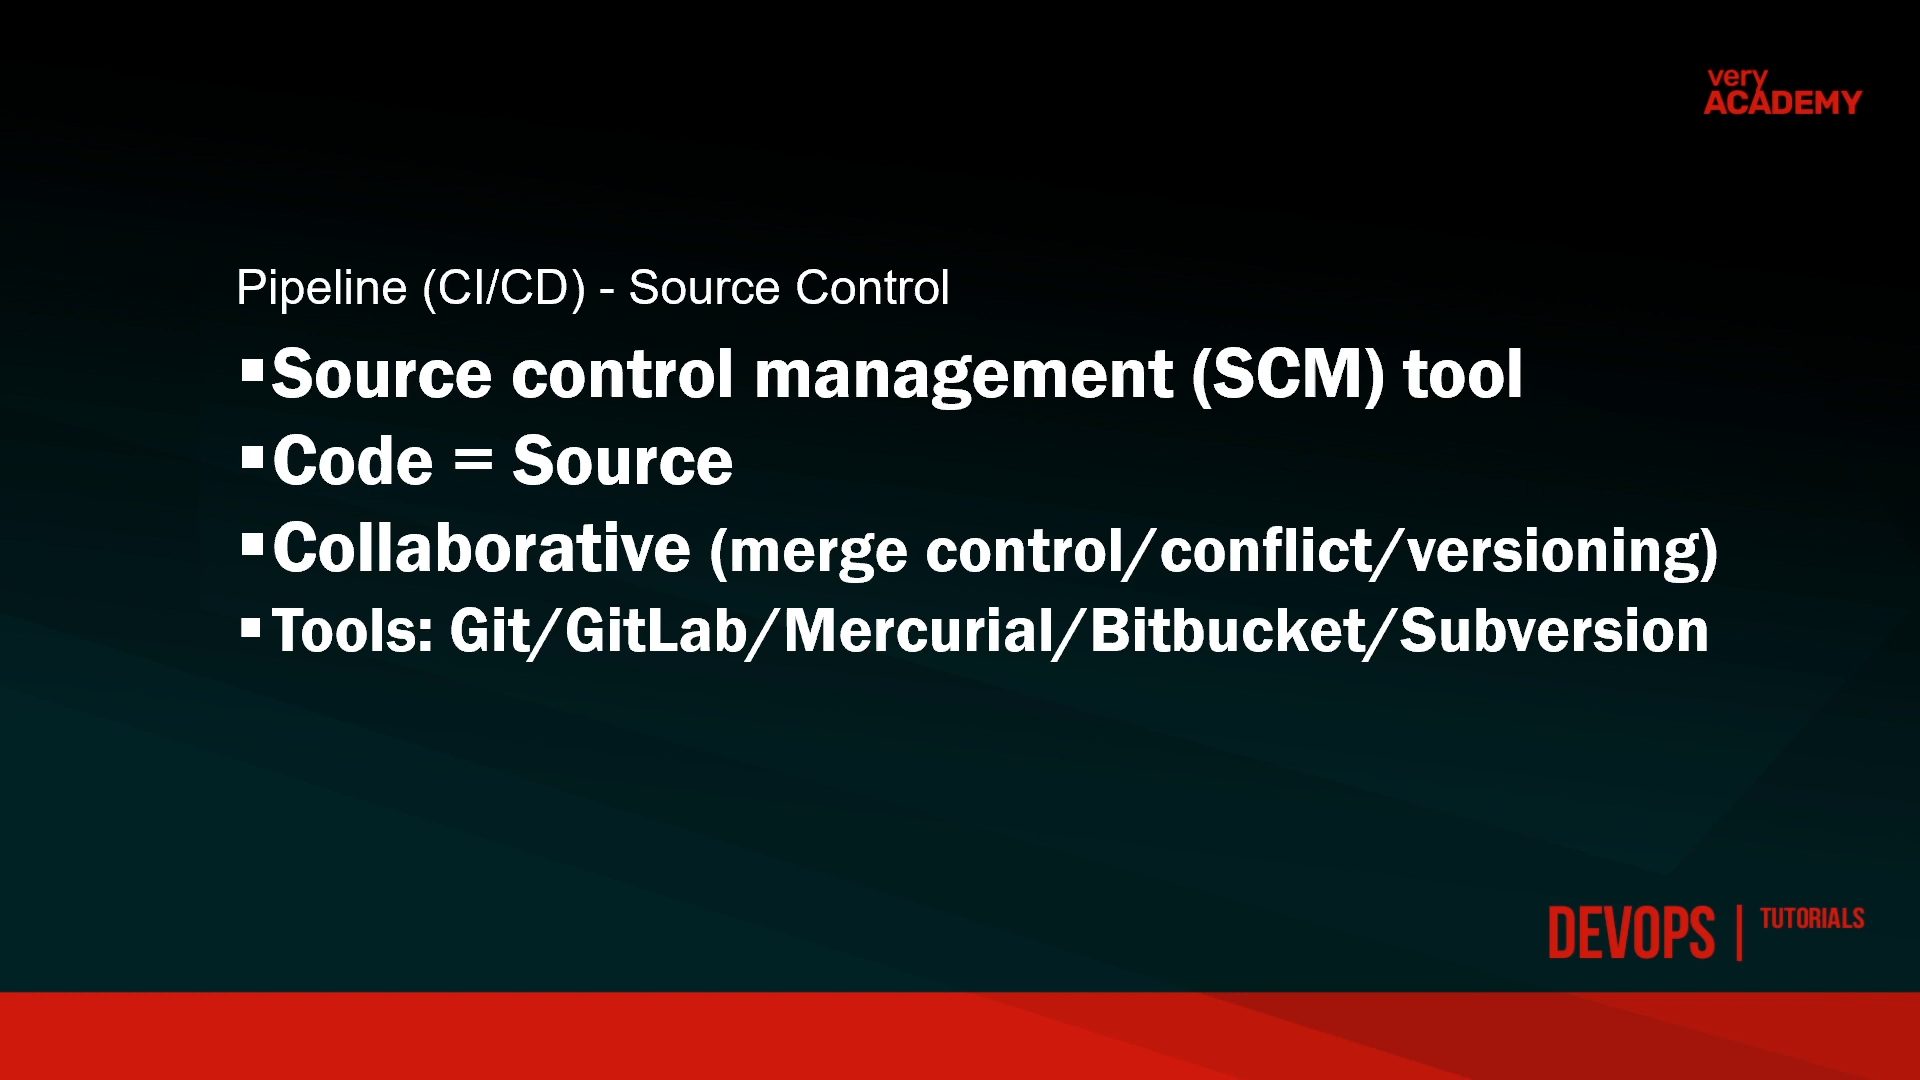 very
ACADEMY
Pipeline (CI/CD) - Source Control
▪Source control management (SCM) tool
▪Code = Source
▪Collaborative (merge control/conflict/versioning)
▪Tools: Git/GitLab/Mercurial/Bitbucket/Subversion
DEVOPS | TUTORIALS